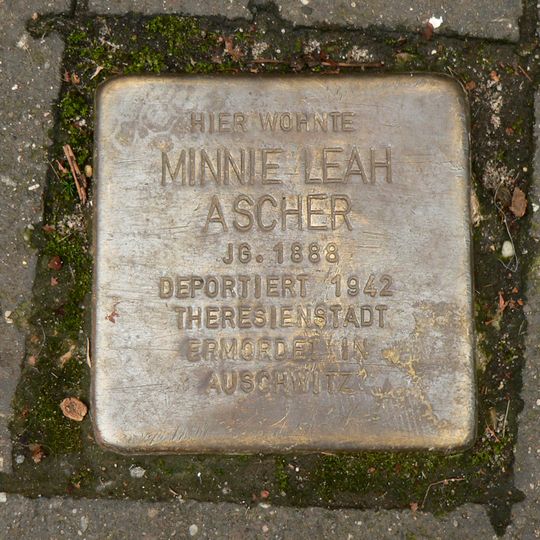 HIER WOHNTE
MINNIE LEAH
ASCHER
JG. 1888
DEPORTIERT 1942
THERESIENSTADT
ERMORDET IN
AUSCHWITZ